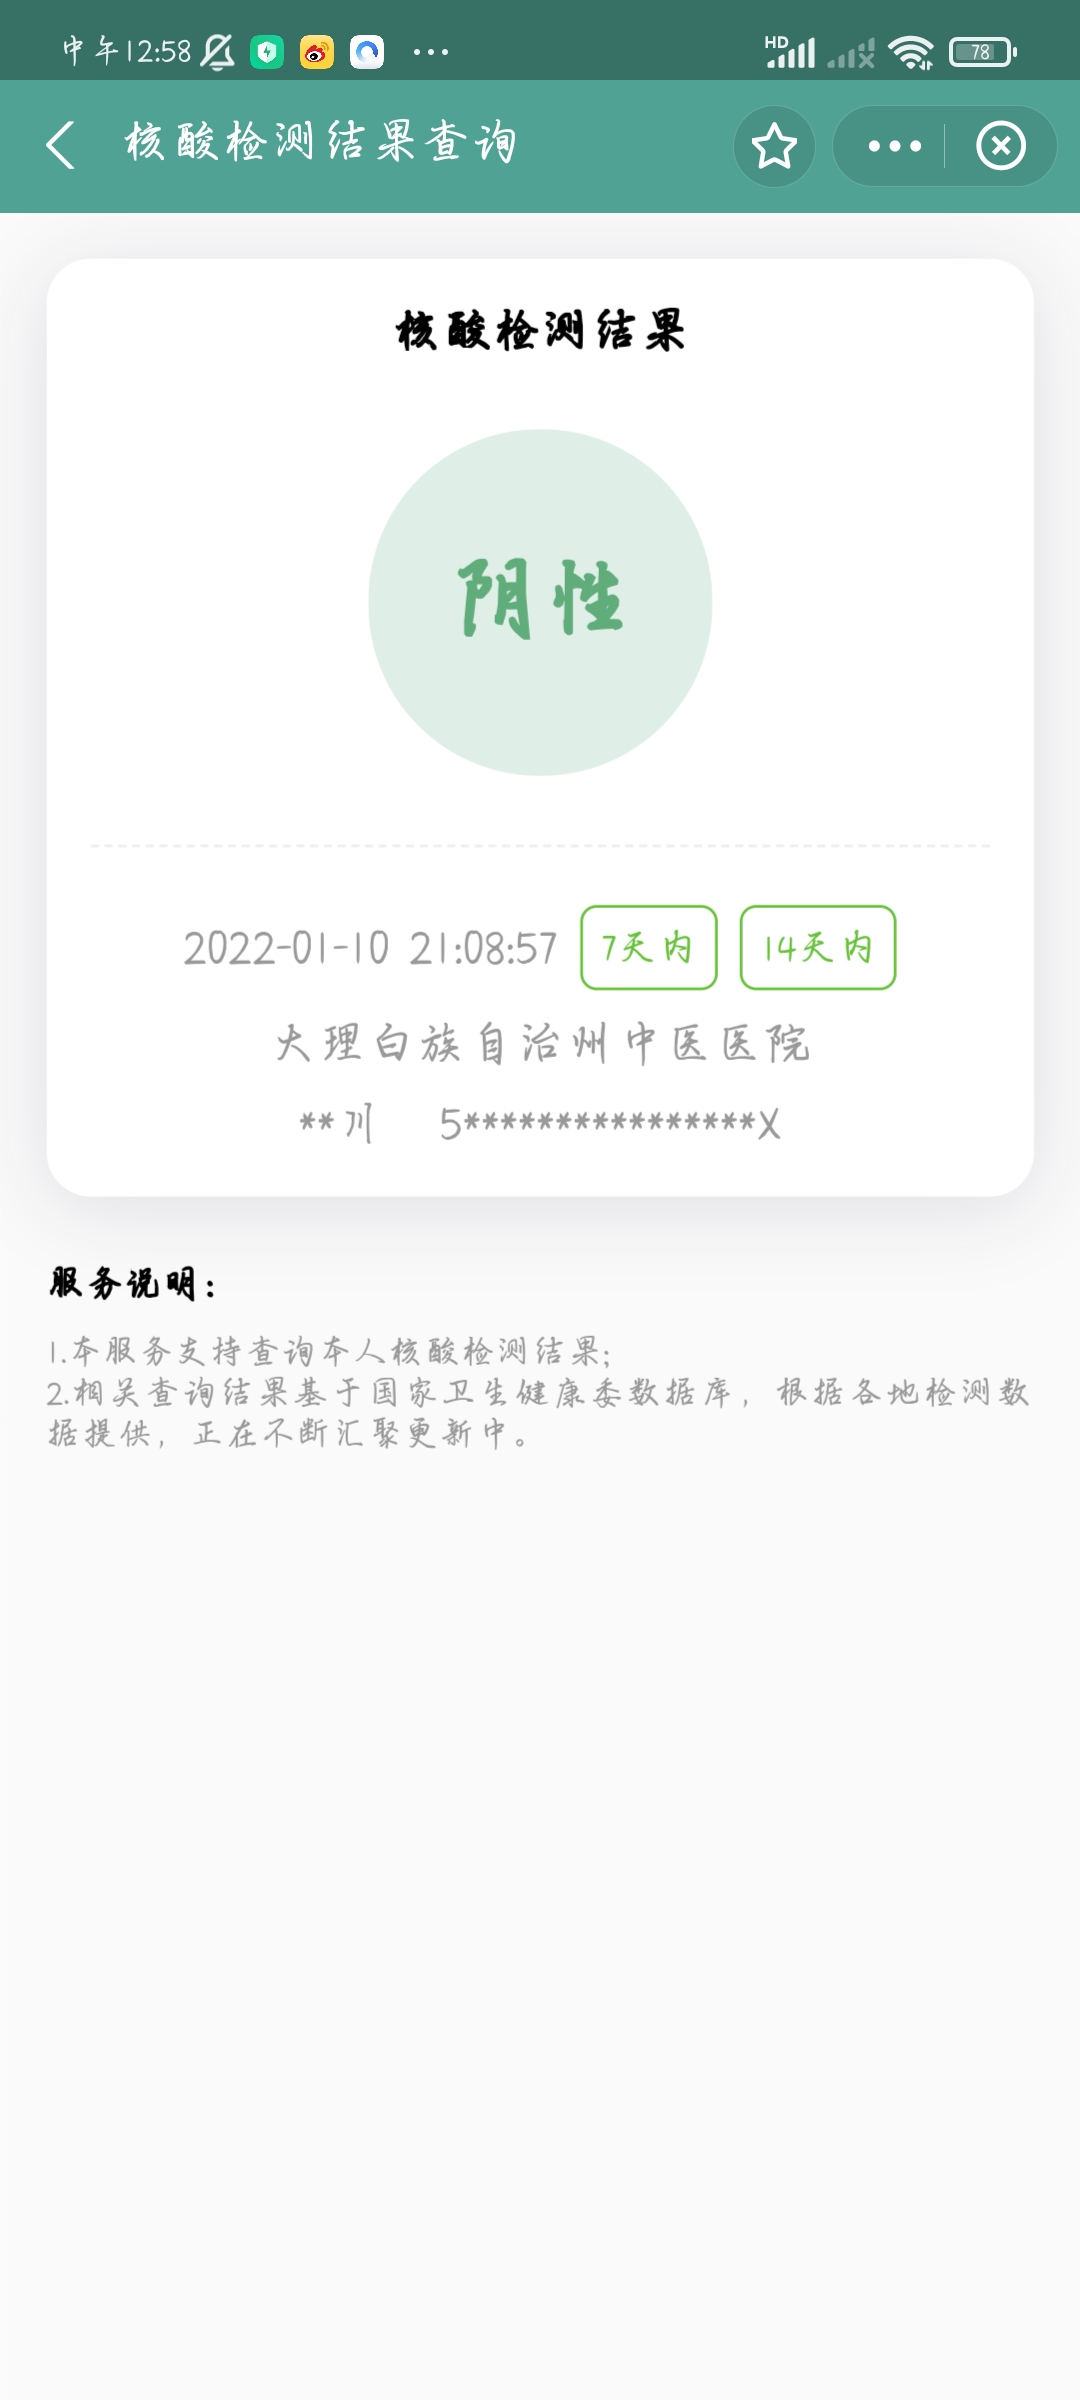 中午12:58 HD 78
核酸检测结果查询
核酸检测结果
阴性
2022-01-10 21:08:57 7天内 14天内
大理白族自治州中医医院
**川 5****************X
服务说明：
1.本服务支持查询本人核酸检测结果;
2.相关查询结果基于国家卫生健康委数据库，根据各地检测数
据提供，正在不断汇聚更新中。